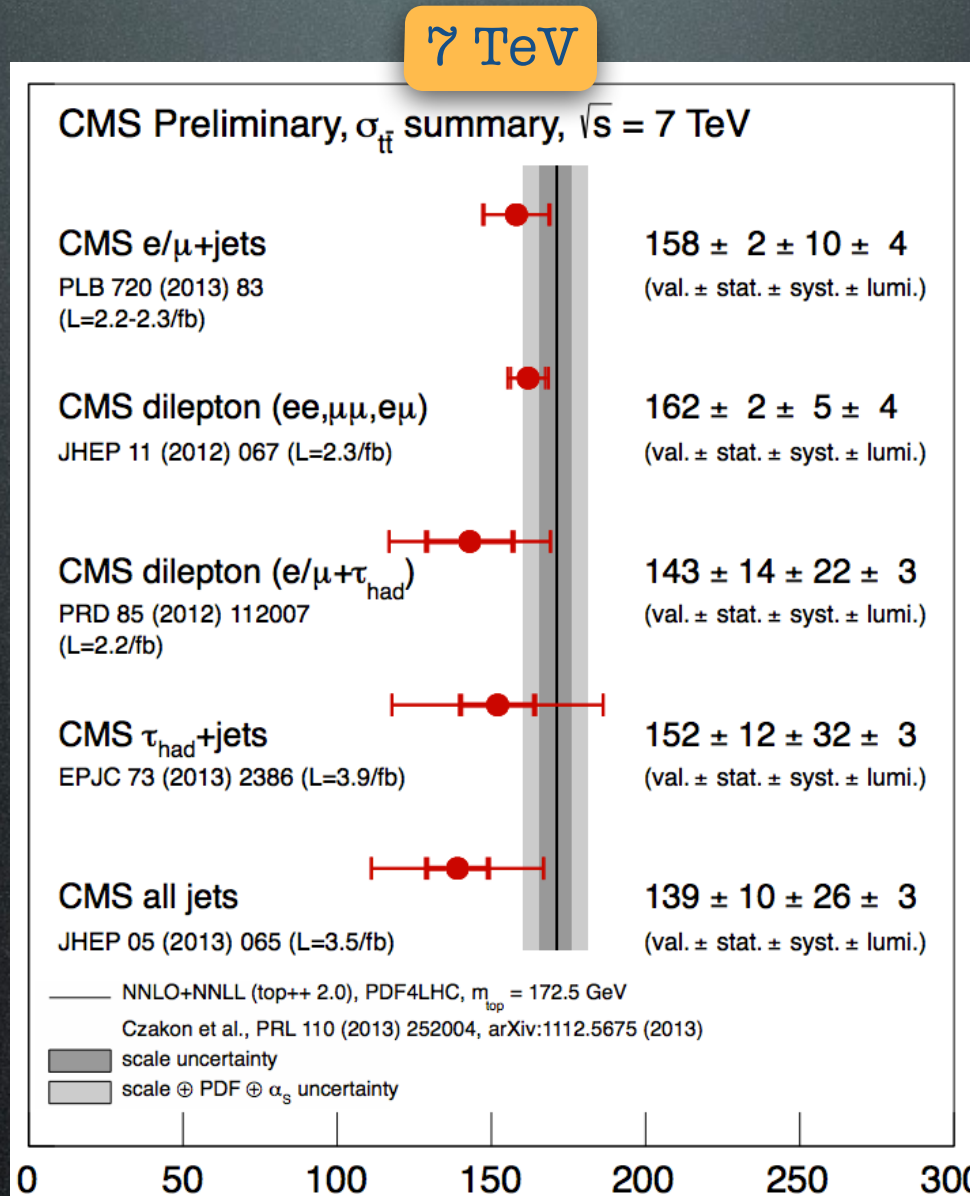 7 TeV
CMS Preliminary, σtt̄ summary, √s = 7 TeV
CMS e/μ+jets
158 ± 2 ± 10 ± 4
PLB 720 (2013) 83
(val. ± stat. ± syst. ± lumi.)
(L=2.2-2.3/fb)
CMS dilepton (ee,μμ,eμ)
162 ± 2 ± 5 ± 4
JHEP 11 (2012) 067 (L=2.3/fb)
(val. ± stat. ± syst. ± lumi.)
CMS dilepton (e/μ+τhad)
143 ± 14 ± 22 ± 3
PRD 85 (2012) 112007
(val. ± stat. ± syst. ± lumi.)
(L=2.2/fb)
CMS τhad+jets
152 ± 12 ± 32 ± 3
EPJC 73 (2013) 2386 (L=3.9/fb)
(val. ± stat. ± syst. ± lumi.)
CMS all jets
139 ± 10 ± 26 ± 3
JHEP 05 (2013) 065 (L=3.5/fb)
(val. ± stat. ± syst. ± lumi.)
NNLO+NNLL (top++ 2.0), PDF4LHC, mtop = 172.5 GeV
Czakon et al., PRL 110 (2013) 252004, arXiv:1112.5675 (2013)
scale uncertainty
scale ⊕ PDF ⊕ αS uncertainty
0 50 100 150 200 250 300